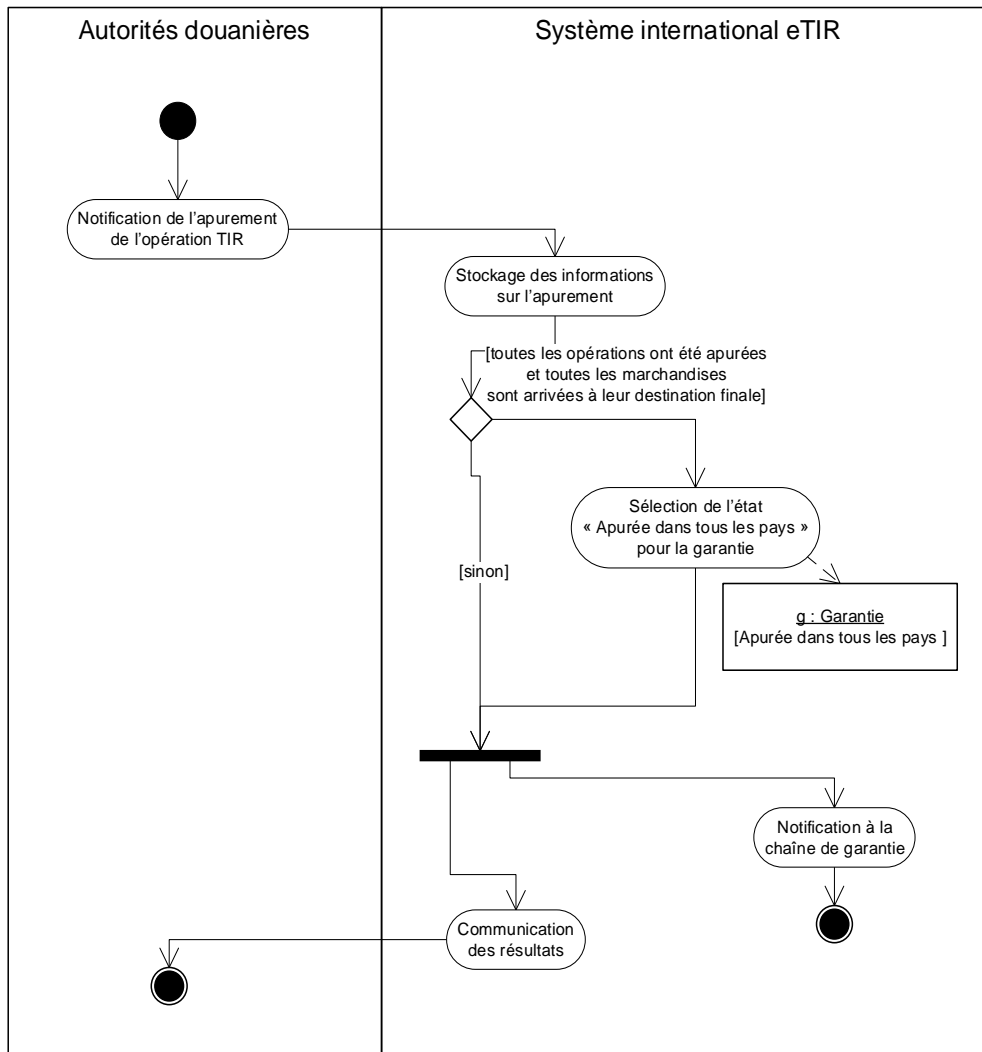 Autorités douanières
Système international eTIR
Notification de l'apurement
de l'opération TIR
Stockage des informations
sur l'apurement
[toutes les opérations ont été apurées
et toutes les marchandises
sont arrivées à leur destination finale]
Sélection de l'état
« Apurée dans tous les pays »
pour la garantie
[sinon]
g : Garantie
[Apurée dans tous les pays ]
Notification à la
chaîne de garantie
Communication
des résultats